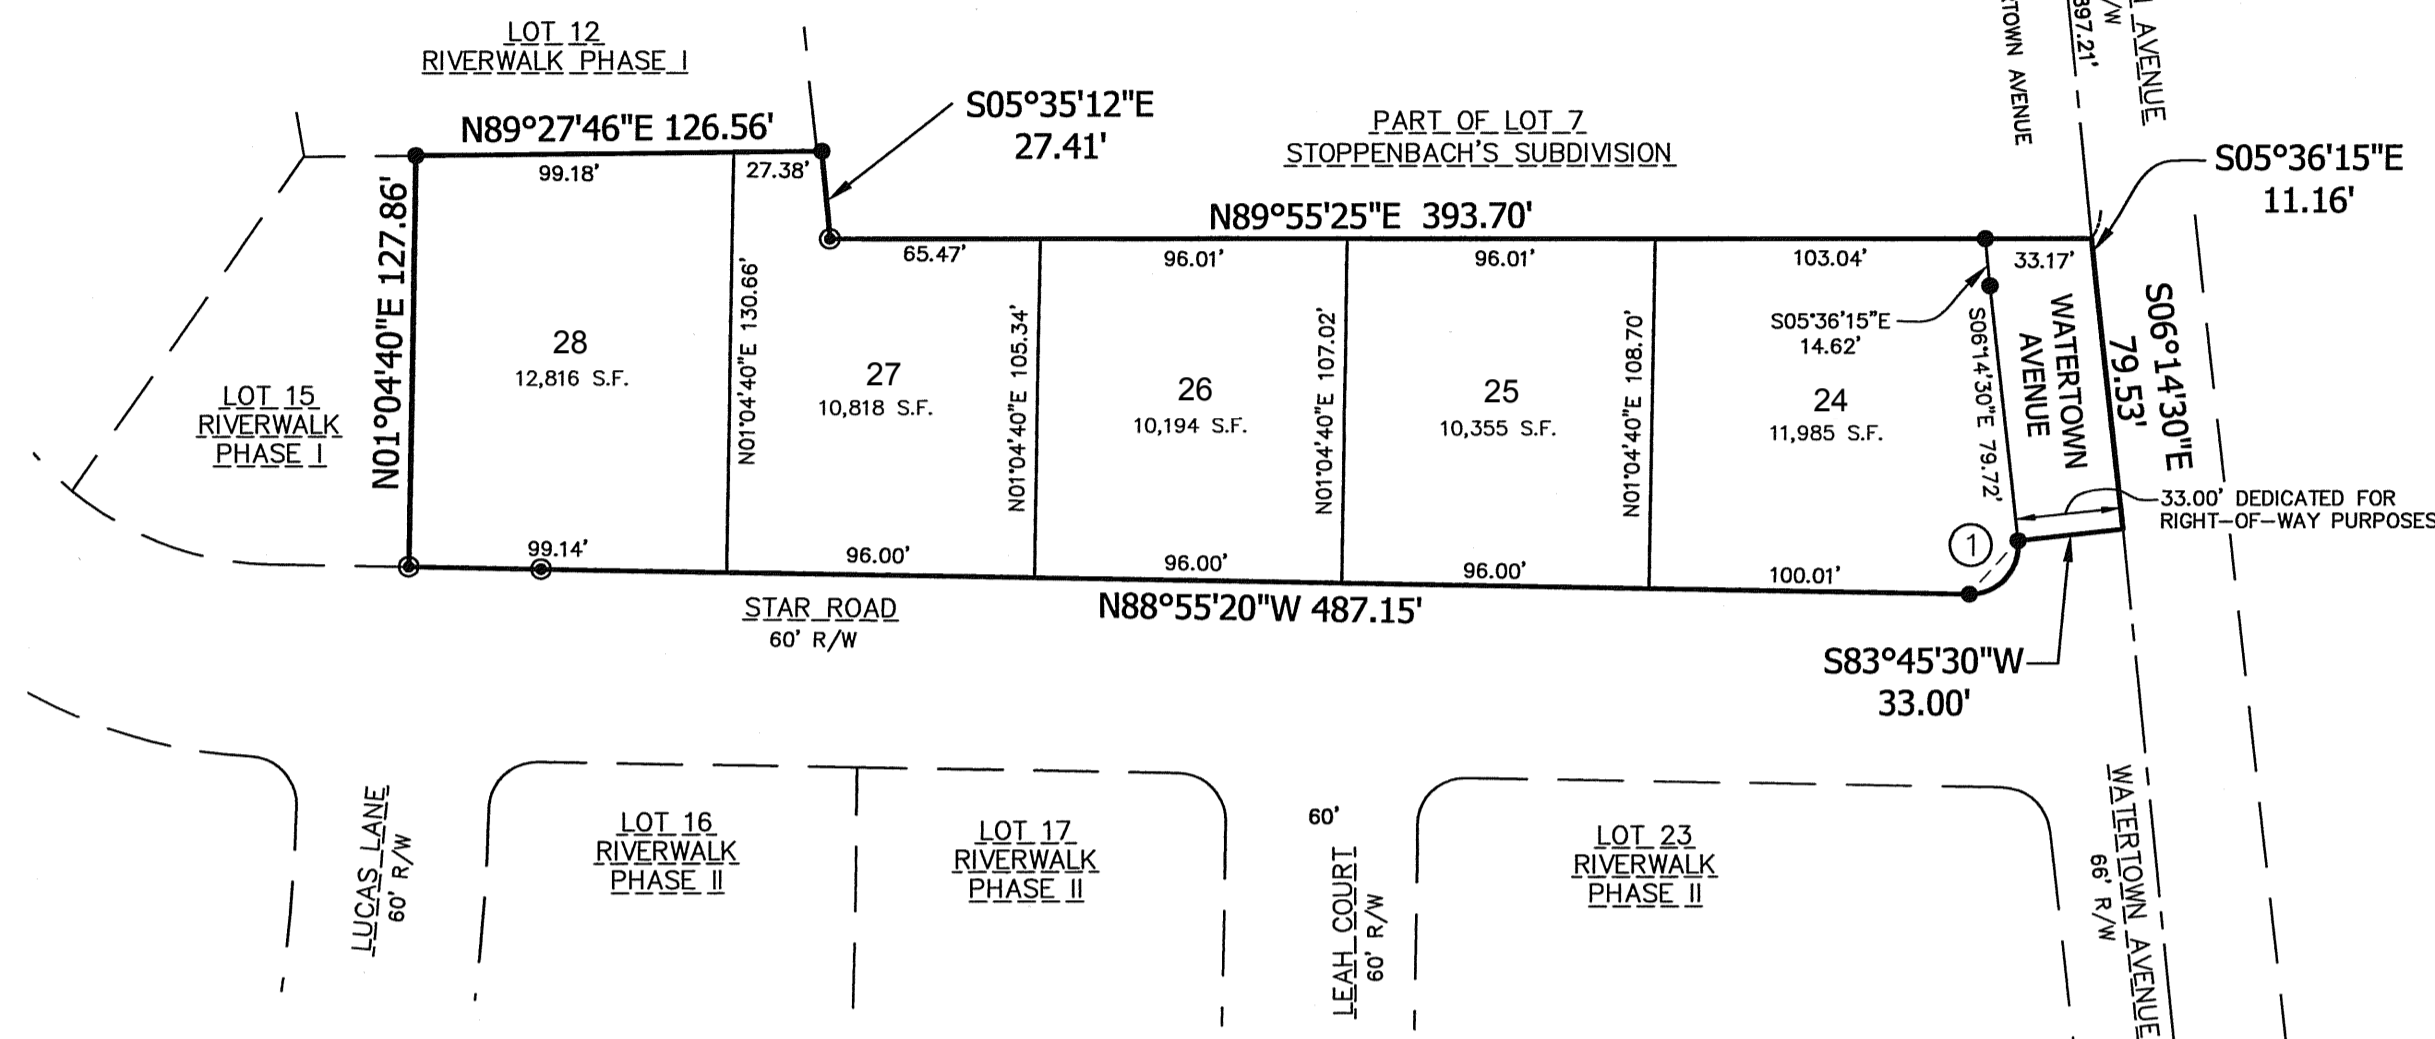 LOT 12
RIVERWALK PHASE I
N89°27'46"E 126.56'
99.18'
27.38'
S05°35'12"E
27.41'
PART OF LOT 7
STOPPENBACH'S SUBDIVISION
N89°55'25"E 393.70'
65.47'
96.01'
96.01'
103.04'
33.17'
TOWN AVENUE
397.21'
/W
AVENUE
S05°36'15"E
11.16'
N01°04'40"E 127.86'
LOT 15
RIVERWALK
PHASE I
28
12,816 S.F.
N01°04'40"E 130.66'
27
10,818 S.F.
N01°04'40"E 105.34'
26
10,194 S.F.
N01°04'40"E 107.02'
25
10,355 S.F.
N01°04'40"E 108.70'
24
11,985 S.F.
S05°36'15"E
14.62'
S06°14'30"E 79.72'
WATERTOWN
AVENUE
S06°14'30"E
79.53'
33.00' DEDICATED FOR
RIGHT-OF-WAY PURPOSES
1
99.14'
96.00'
96.00'
96.00'
100.01'
STAR ROAD
60' R/W
N88°55'20"W 487.15'
S83°45'30"W
33.00'
LUCAS LANE
60' R/W
LOT 16
RIVERWALK
PHASE II
LOT 17
RIVERWALK
PHASE II
60'
LEAH COURT
60' R/W
LOT 23
RIVERWALK
PHASE II
WATERTOWN AVENUE
66' R/W